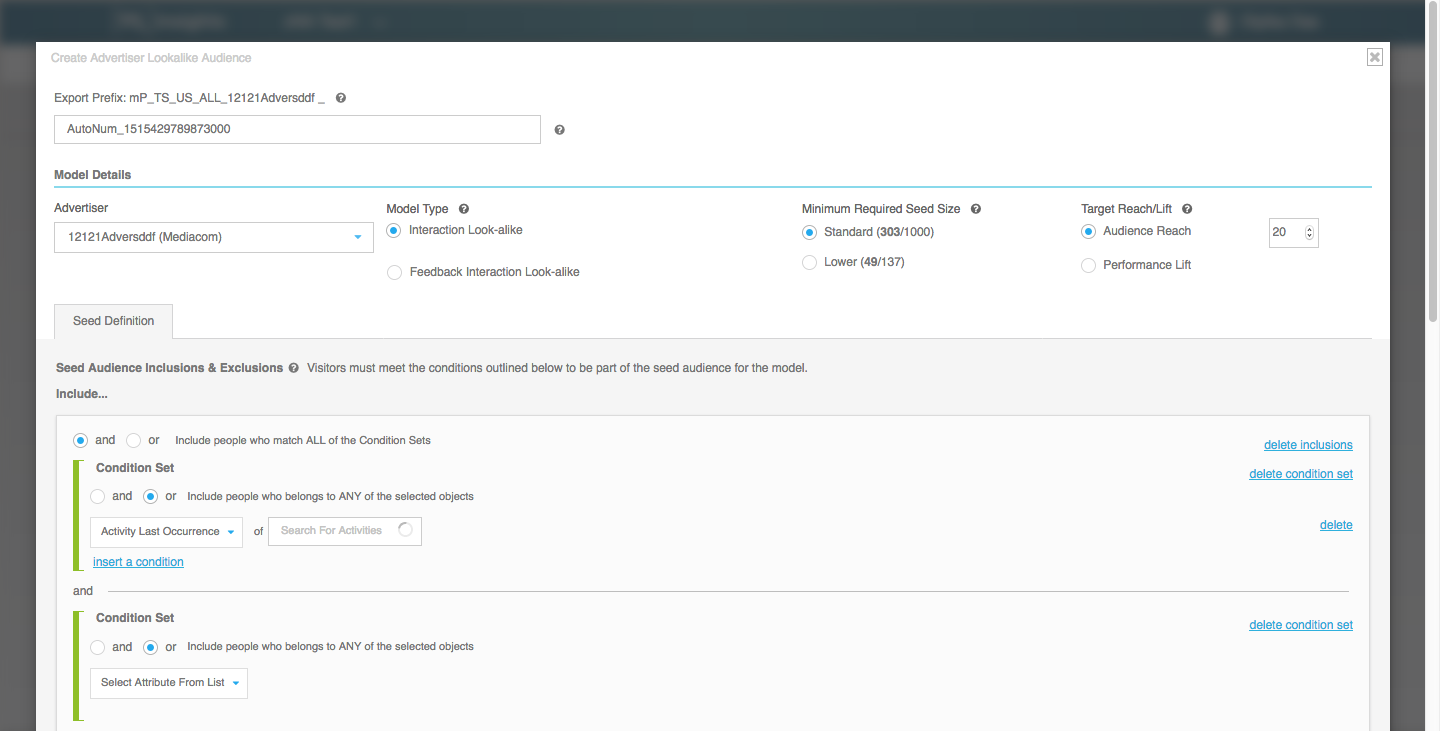 Create Advertiser Lookalike Audience
Export Prefix: mP_TS_US_ALL_12121Adversddf _
AutoNum_1515429789873000
Model Details
Advertiser
12121Adversddf (Mediacom)
Model Type
Interaction Look-alike
Feedback Interaction Look-alike
Minimum Required Seed Size
Standard (303/1000)
Lower (49/137)
Target Reach/Lift
Audience Reach
20
Performance Lift
Seed Definition
Seed Audience Inclusions & Exclusions Visitors must meet the conditions outlined below to be part of the seed audience for the model.
Include...
and or Include people who match ALL of the Condition Sets
delete inclusions
Condition Set
delete condition set
and or Include people who belongs to ANY of the selected objects
Activity Last Occurrence of Search For Activities
delete
insert a condition
and
Condition Set
delete condition set
and or Include people who belongs to ANY of the selected objects
Select Attribute From List